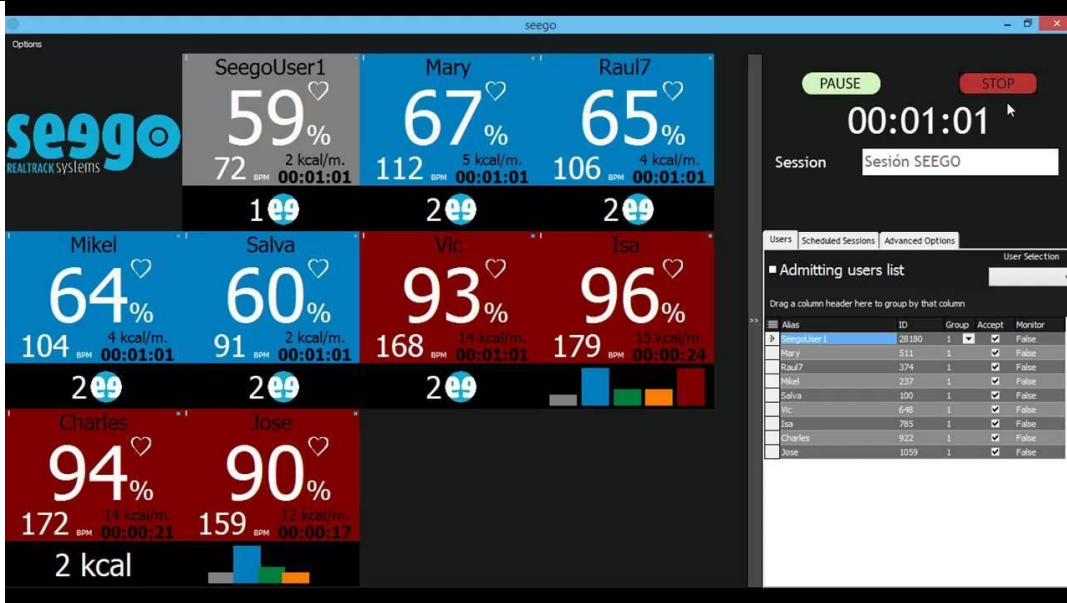 seego
Options
seego
REALTRACK systems
SeegoUser1
59%
72 BPM 2 kcal/m. 00:01:01
1
Mary
67%
112 BPM 5 kcal/m. 00:01:01
2
Raul7
65%
106 BPM 4 kcal/m. 00:01:01
2
Mikel
64%
104 BPM 4 kcal/m. 00:01:01
2
Salva
60%
91 BPM 2 kcal/m. 00:01:01
2
Vic
93%
168 BPM 14 kcal/m. 00:01:01
2
Isa
96%
179 BPM 15 kcal/m. 00:00:24
Charles
94%
172 BPM 14 kcal/m. 00:00:21
2 kcal
Jose
90%
159 BPM 12 kcal/m. 00:00:17
PAUSE STOP
00:01:01
Session Sesión SEEGO
Users Scheduled Sessions Advanced Options
User Selection
Admitting users list
Drag a column header here to group by that column
>>
Alias ID Group Accept Monitor
SeegoUser1 28180 1 False
Mary 511 1 False
Raul7 374 1 False
Mikel 237 1 False
Salva 100 1 False
Vic 648 1 False
Isa 785 1 False
Charles 922 1 False
Jose 1059 1 False